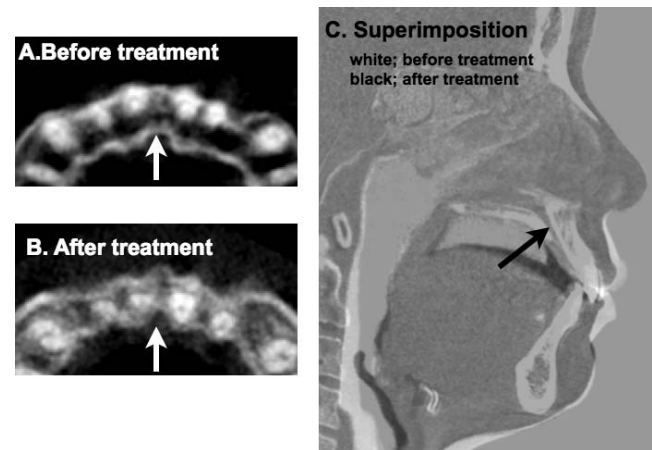 A.Before treatment
B. After treatment
C. Superimposition
white; before treatment
black; after treatment